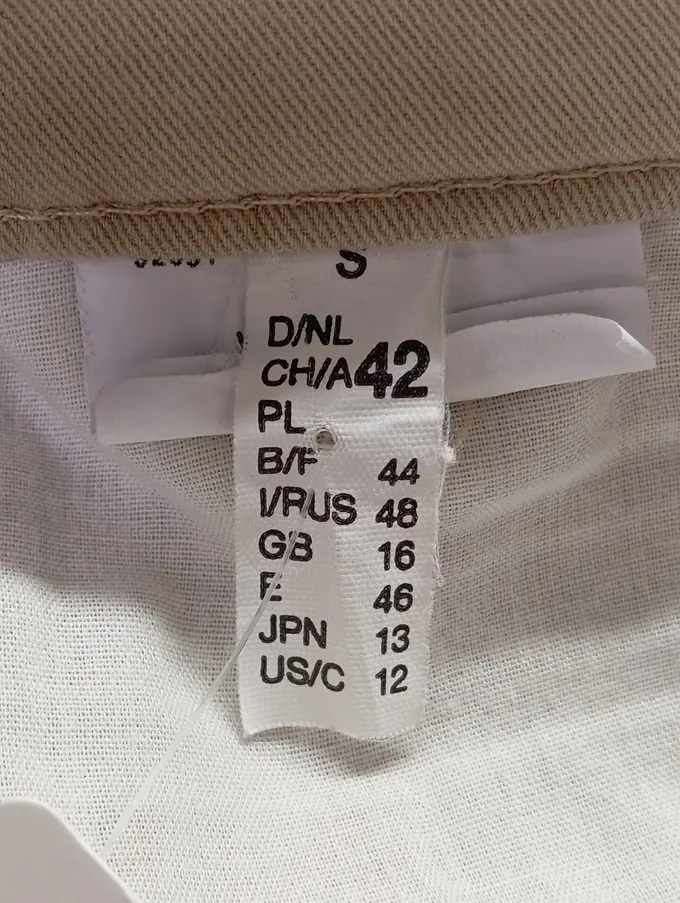 S
D/NL
CH/A 42
PL
B/F 44
I/RUS 48
GB 16
E 46
JPN 13
US/C 12